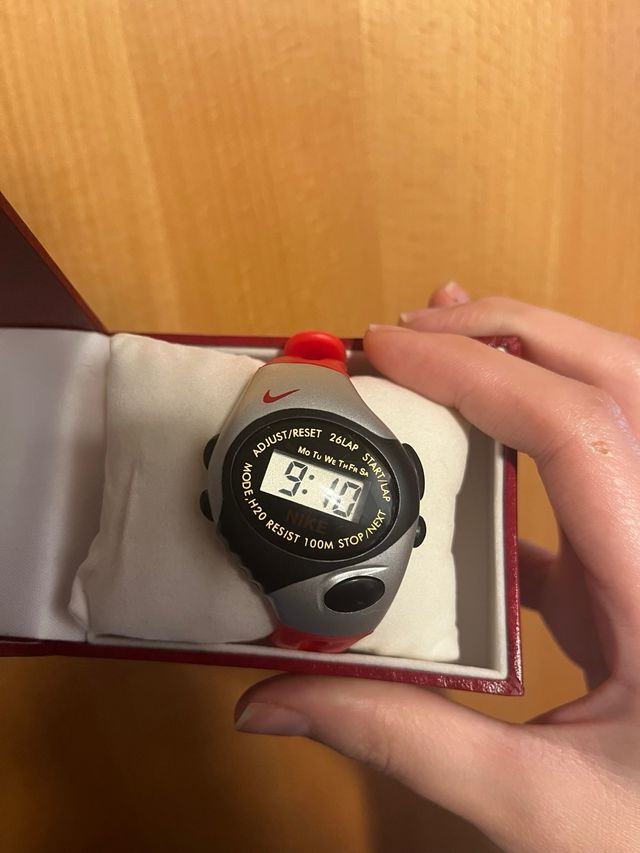 ADJUST/RESET 26LAP START/LAP
Mo Tu We Th Fr Sa
9:10
NIKE
MODE,H20 RESIST 100M STOP/NEXT